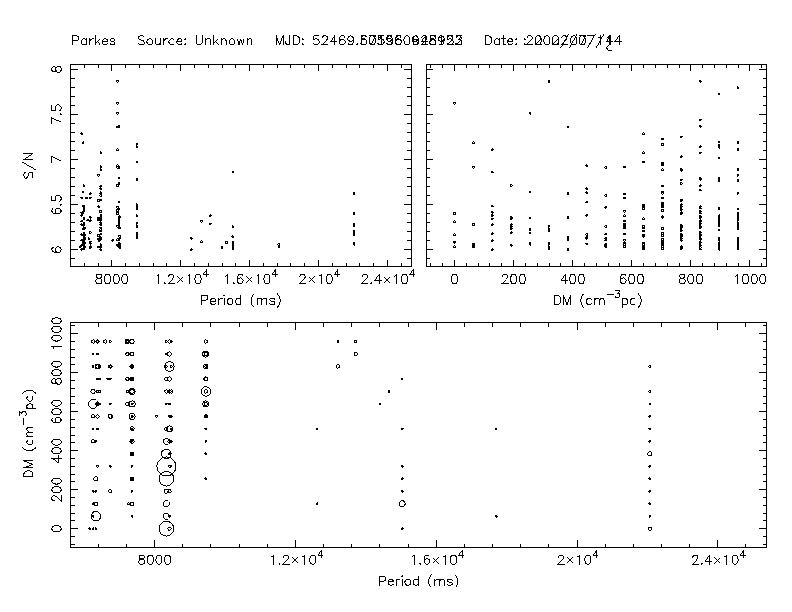 Parkes Source: Unknown MJD: Date:
8
7.5
7
6.5
6
S/N
8000 1.2×10⁴ 1.6×10⁴ 2×10⁴ 2.4×10⁴
Period (ms)
0 200 400 600 800 1000
DM (cm⁻³pc)
1000
800
600
400
200
0
DM (cm⁻³pc)
8000 1.2×10⁴ 1.6×10⁴ 2×10⁴ 2.4×10⁴
Period (ms)